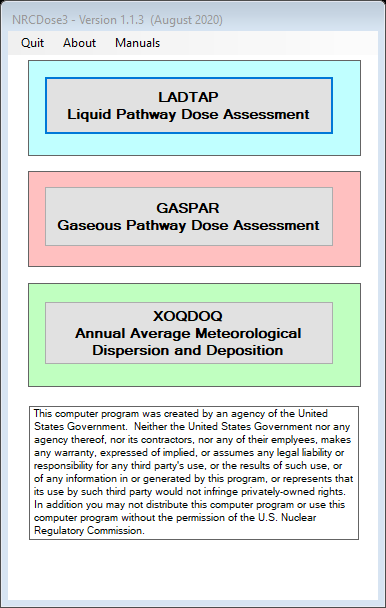 NRCDose3 - Version 1.1.3 (August 2020)
Quit About Manuals
LADTAP
Liquid Pathway Dose Assessment
GASPAR
Gaseous Pathway Dose Assessment
XOQDOQ
Annual Average Meteorological
Dispersion and Deposition
This computer program was created by an agency of the United
States Government. Neither the United States Government nor any
agency thereof, nor its contractors, nor any of their emplyees, makes
any warranty, expressed of implied, or assumes any legal liability or
responsibility for any third party's use, or the results of such use, or
of any information in or generated by this program, or represents that
its use by such third party would not infringe privately-owned rights.
In addition you may not distribute this computer program or use this
computer program without the permission of the U.S. Nuclear
Regulatory Commission.